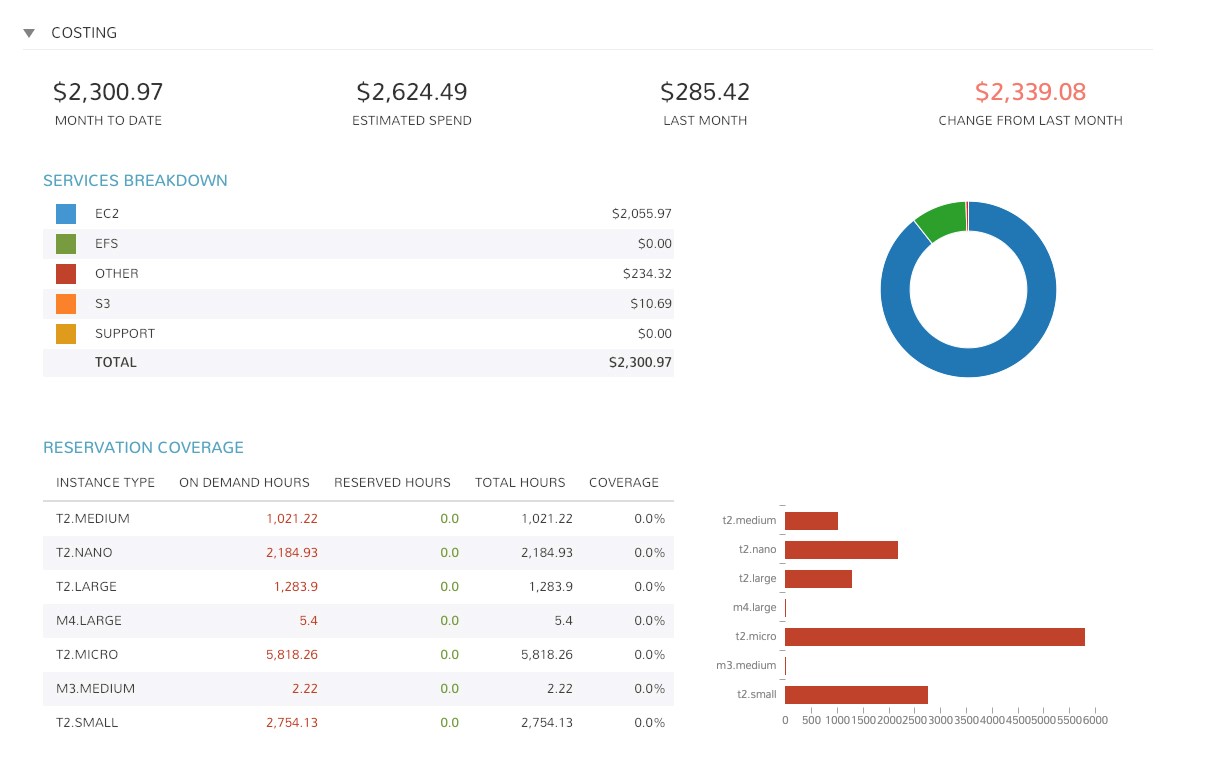 COSTING
$2,300.97 $2,624.49 $285.42 $2,339.08
MONTH TO DATE ESTIMATED SPEND LAST MONTH CHANGE FROM LAST MONTH
SERVICES BREAKDOWN
EC2 $2,055.97
EFS $0.00
OTHER $234.32
S3 $10.69
SUPPORT $0.00
TOTAL $2,300.97
RESERVATION COVERAGE
INSTANCE TYPE ON DEMAND HOURS RESERVED HOURS TOTAL HOURS COVERAGE
T2.MEDIUM 1,021.22 0.0 1,021.22 0.0%
T2.NANO 2,184.93 0.0 2,184.93 0.0%
T2.LARGE 1,283.9 0.0 1,283.9 0.0%
M4.LARGE 5.4 0.0 5.4 0.0%
T2.MICRO 5,818.26 0.0 5,818.26 0.0%
M3.MEDIUM 2.22 0.0 2.22 0.0%
T2.SMALL 2,754.13 0.0 2,754.13 0.0%
t2.medium
t2.nano
t2.large
m4.large
t2.micro
m3.medium
t2.small
0 500 1000 1500 2000 2500 3000 3500 4000 4500 5000 5500 6000